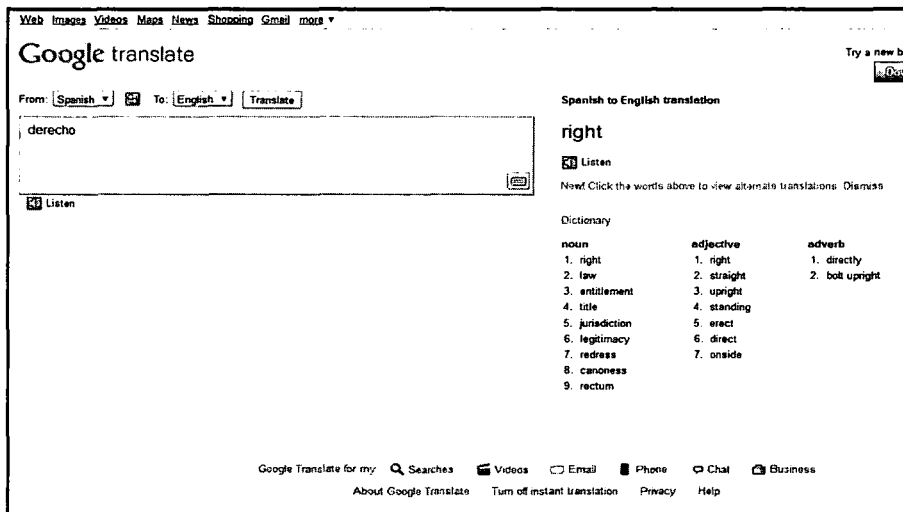 Web Images Videos Maps News Shopping Gmail more ▼
Google translate
Try a new b
From: Spanish ▼ To: English ▼ Translate
derecho
Listen
Spanish to English translation
right
Listen
New! Click the words above to view alternate translations. Dismiss
Dictionary
noun
1. right
2. law
3. entitlement
4. title
5. jurisdiction
6. legitimacy
7. redress
8. canoness
9. rectum
adjective
1. right
2. straight
3. upright
4. standing
5. erect
6. direct
7. onside
adverb
1. directly
2. bolt upright
Google Translate for my Searches Videos Email Phone Chat Business
About Google Translate Turn off instant translation Privacy Help